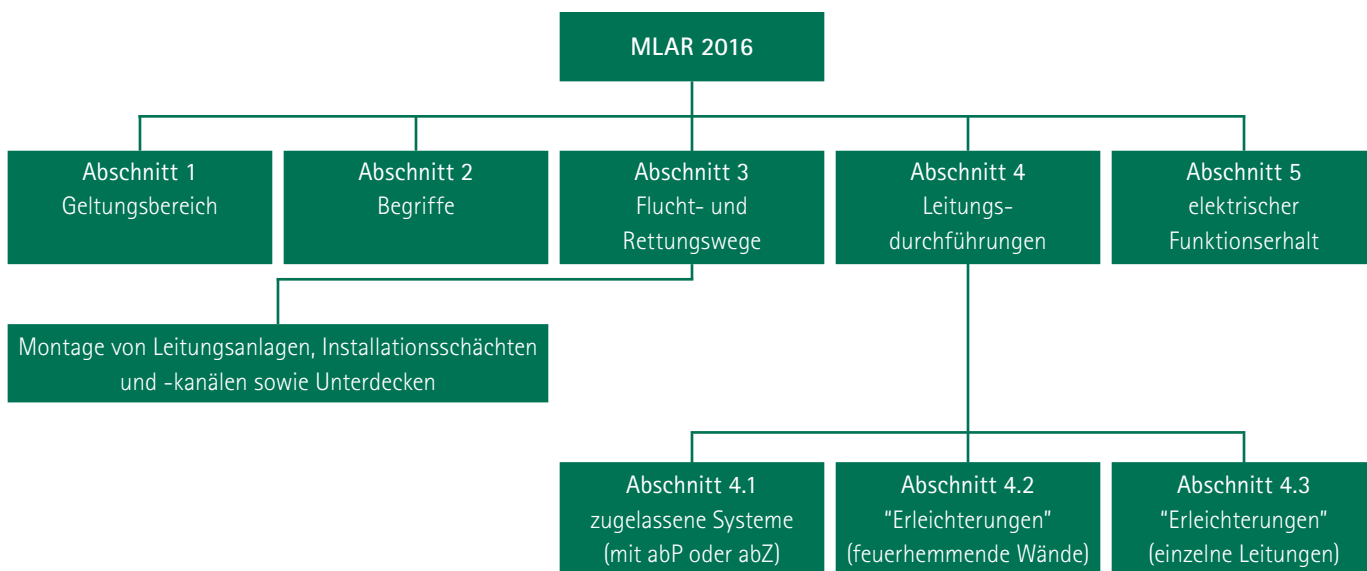 MLAR 2016
Abschnitt 1
Geltungsbereich
Abschnitt 2
Begriffe
Abschnitt 3
Flucht- und
Rettungswege
Abschnitt 4
Leitungs-
durchführungen
Abschnitt 5
elektrischer
Funktionserhalt
Montage von Leitungsanlagen, Installationsschächten
und -kanälen sowie Unterdecken
Abschnitt 4.1
zugelassene Systeme
(mit abP oder abZ)
Abschnitt 4.2
"Erleichterungen"
(feuerhemmende Wände)
Abschnitt 4.3
"Erleichterungen"
(einzelne Leitungen)